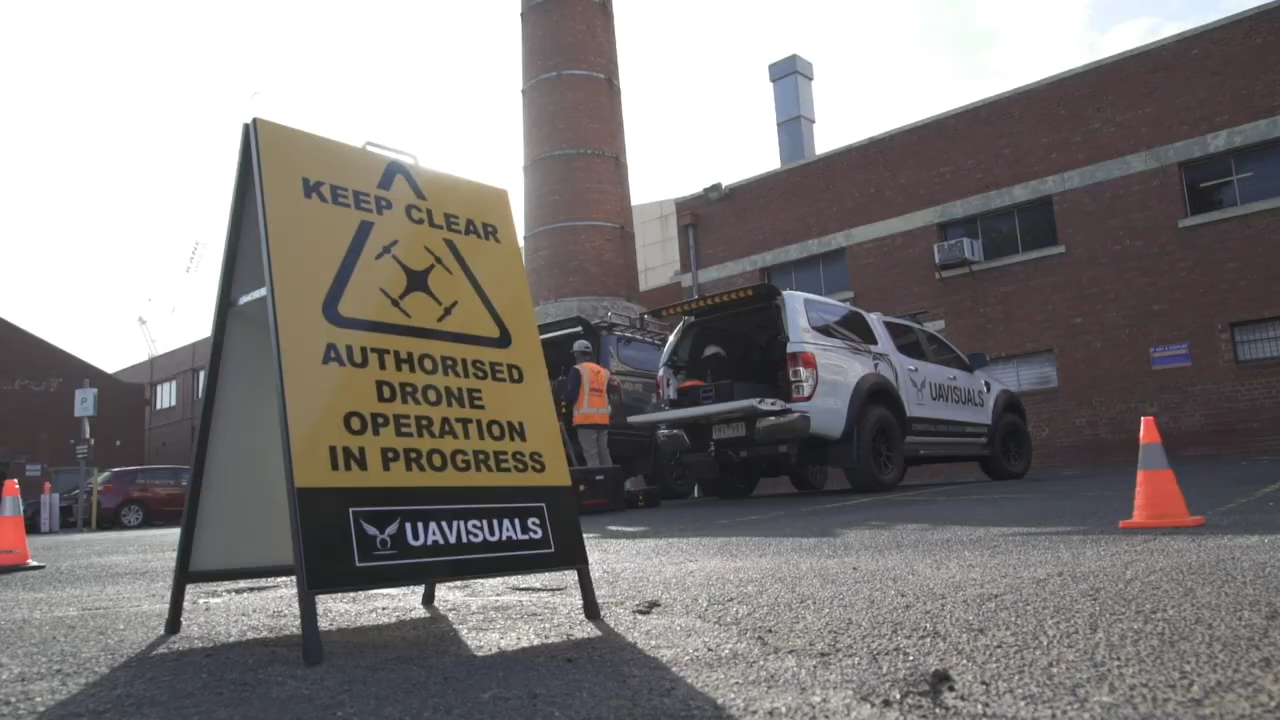 KEEP CLEAR
AUTHORISED
DRONE
OPERATION
IN PROGRESS
UAVISUALS
UAVISUALS
P